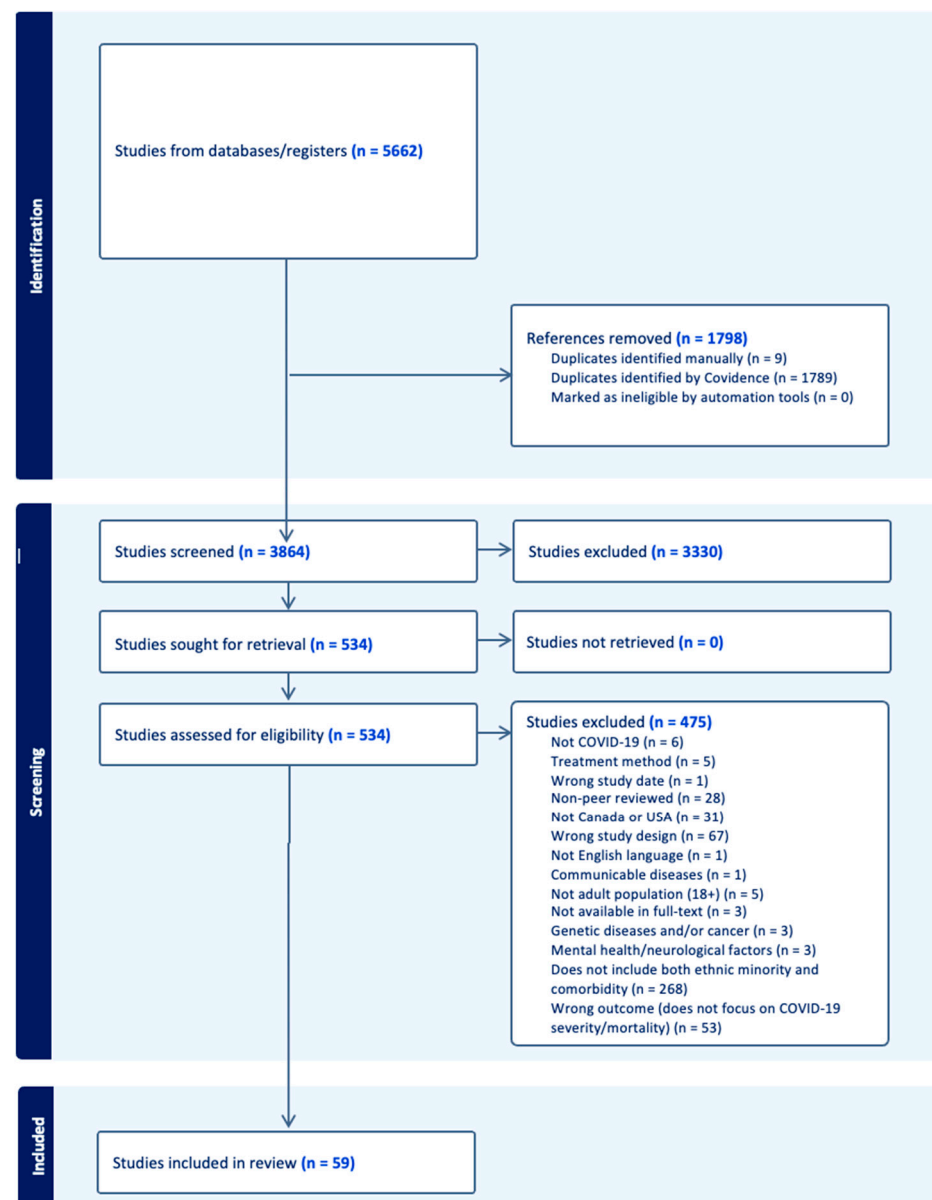 Identification
Studies from databases/registers (n = 5662)
References removed (n = 1798)
Duplicates identified manually (n = 9)
Duplicates identified by Covidence (n = 1789)
Marked as ineligible by automation tools (n = 0)
Screening
Studies screened (n = 3864)
Studies excluded (n = 3330)
Studies sought for retrieval (n = 534)
Studies not retrieved (n = 0)
Studies assessed for eligibility (n = 534)
Studies excluded (n = 475)
Not COVID-19 (n = 6)
Treatment method (n = 5)
Wrong study date (n = 1)
Non-peer reviewed (n = 28)
Not Canada or USA (n = 31)
Wrong study design (n = 67)
Not English language (n = 1)
Communicable diseases (n = 1)
Not adult population (18+) (n = 5)
Not available in full-text (n = 3)
Genetic diseases and/or cancer (n = 3)
Mental health/neurological factors (n = 3)
Does not include both ethnic minority and
comorbidity (n = 268)
Wrong outcome (does not focus on COVID-19
severity/mortality) (n = 53)
Included
Studies included in review (n = 59)